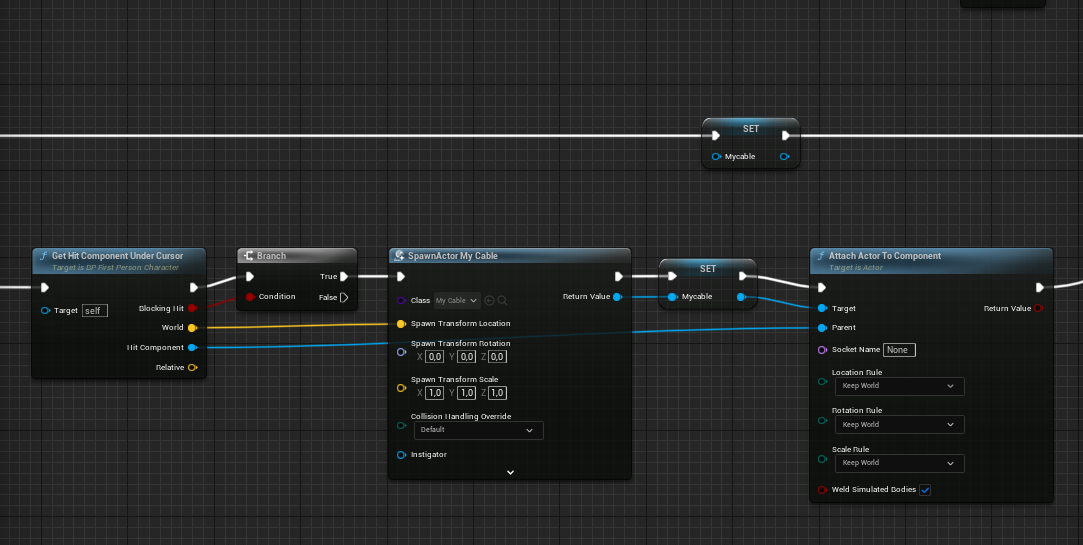 SET
Mycable
Get Hit Component Under Cursor
Target is DP First Person Character
Target self
Blocking Hit
World
Hit Component
Relative
Branch
True
Condition
False
SpawnActor My Cable
Class My Cable
Return Value
Spawn Transform Location
Spawn Transform Rotation
X 0,0 Y 0,0 Z 0,0
Spawn Transform Scale
X 1,0 Y 1,0 Z 1,0
Collision Handling Override
Default
Instigator
SET
Mycable
Attach Actor To Component
Target is Actor
Target
Return Value
Parent
Socket Name None
Location Rule
Keep World
Rotation Rule
Keep World
Scale Rule
Keep World
Weld Simulated Bodies